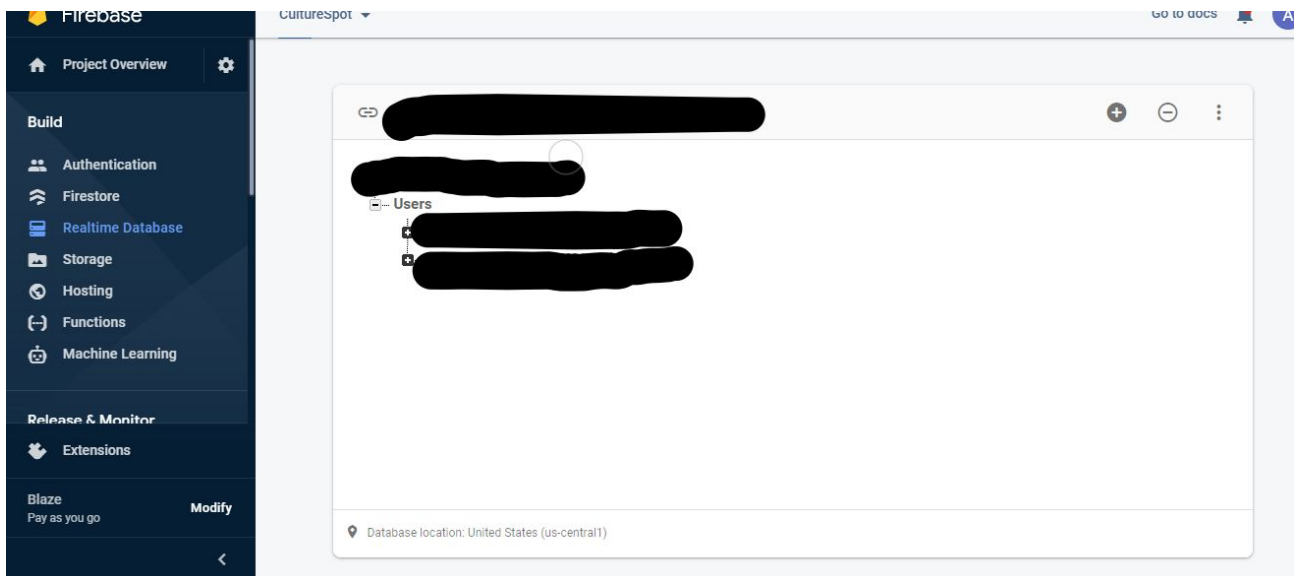 Firebase
CultureSpot
Go to docs
A
Project Overview
Build
Authentication
Firestore
Realtime Database
Storage
Hosting
Functions
Machine Learning
Release & Monitor
Extensions
Blaze
Pay as you go
Modify
Users
Database location: United States (us-central1)